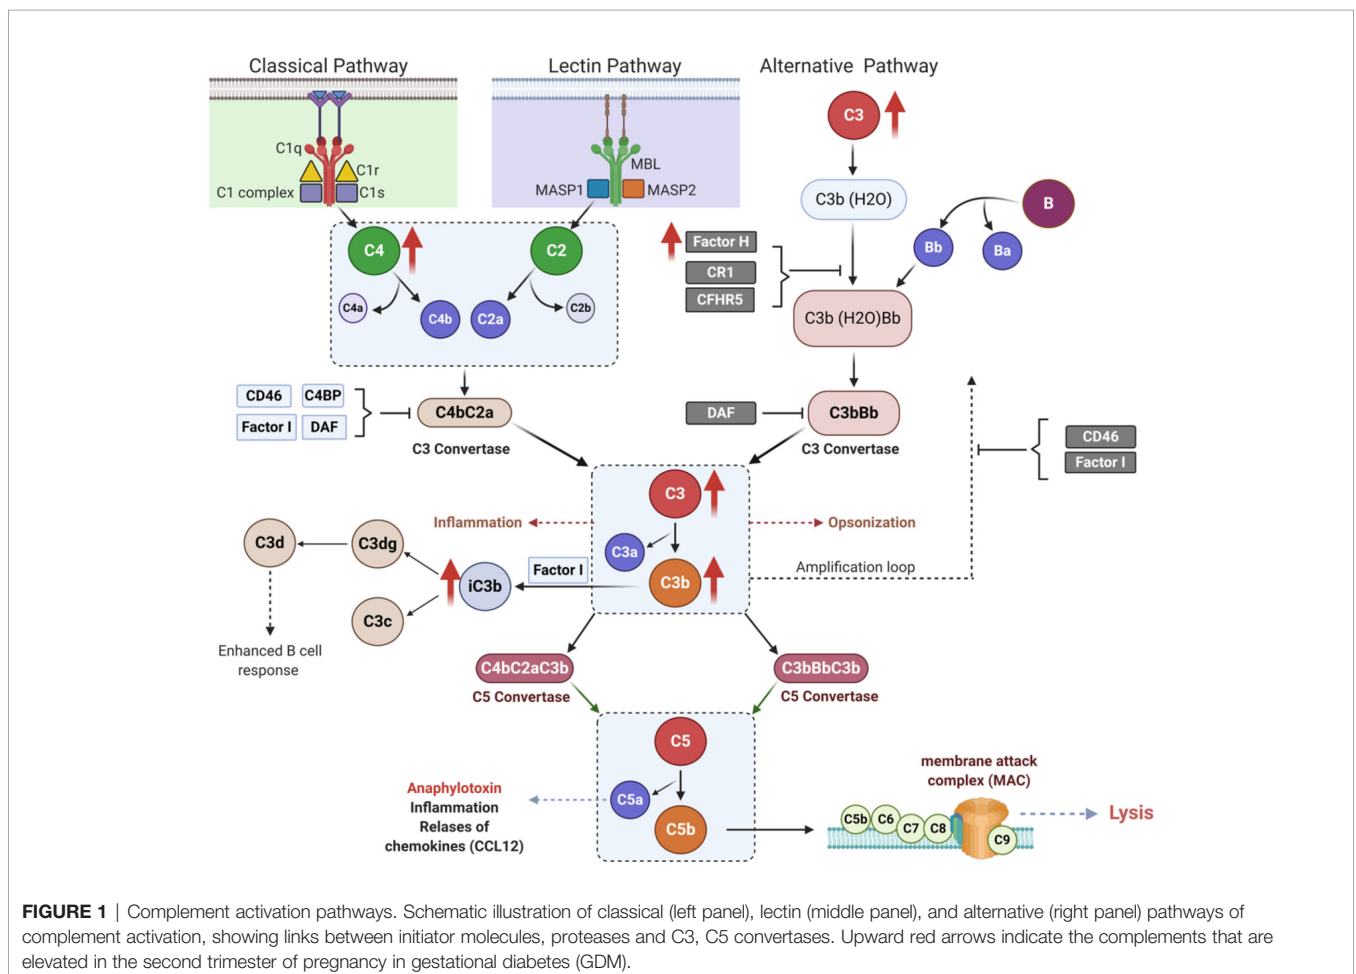 Classical Pathway
Lectin Pathway
Alternative Pathway
C3
C1q
C1r
C1 complex
C1s
MBL
MASP1
MASP2
C3b (H2O)
B
Bb
Ba
Factor H
CR1
CFHR5
C4
C2
C4a
C4b
C2a
C2b
C3b (H2O)Bb
CD46
C4BP
Factor I
DAF
C4bC2a
C3 Convertase
DAF
C3bBb
C3 Convertase
CD46
Factor I
C3
Inflammation
Opsonization
C3a
C3b
Amplification loop
Factor I
iC3b
C3dg
C3d
C3c
Enhanced B cell
response
C4bC2aC3b
C5 Convertase
C3bBbC3b
C5 Convertase
C5
C5a
C5b
Anaphylotoxin
Inflammation
Relases of
chemokines (CCL12)
membrane attack
complex (MAC)
C5b
C6
C7
C8
C9
Lysis
FIGURE 1 | Complement activation pathways. Schematic illustration of classical (left panel), lectin (middle panel), and alternative (right panel) pathways of
complement activation, showing links between initiator molecules, proteases and C3, C5 convertases. Upward red arrows indicate the complements that are
elevated in the second trimester of pregnancy in gestational diabetes (GDM).